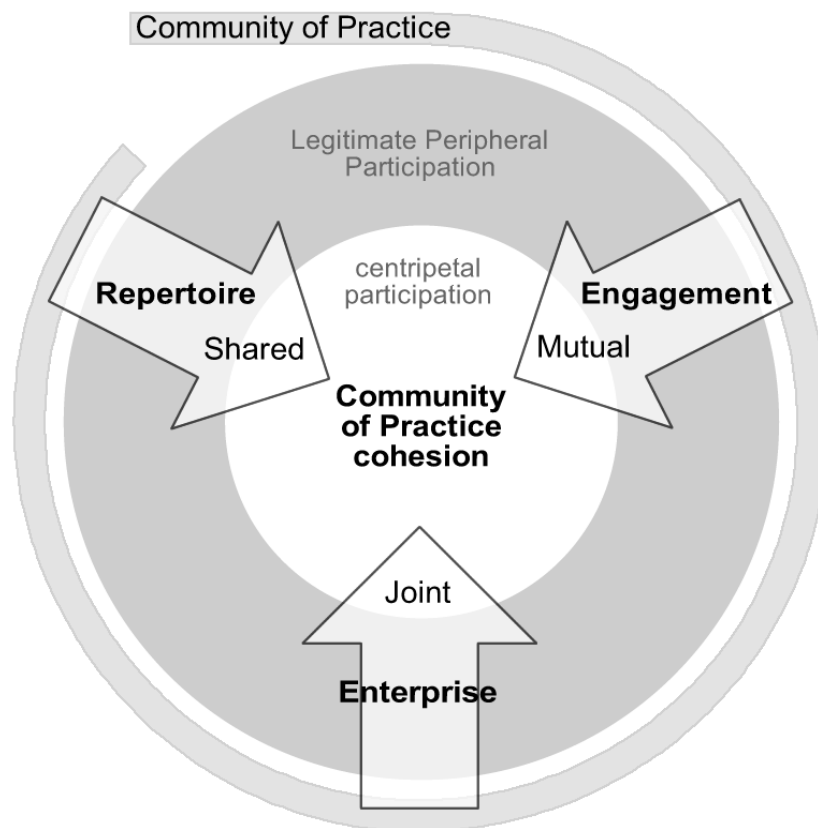 Community of Practice
Legitimate Peripheral
Participation
centripetal
participation
Repertoire
Shared
Engagement
Mutual
Community
of Practice
cohesion
Joint
Enterprise